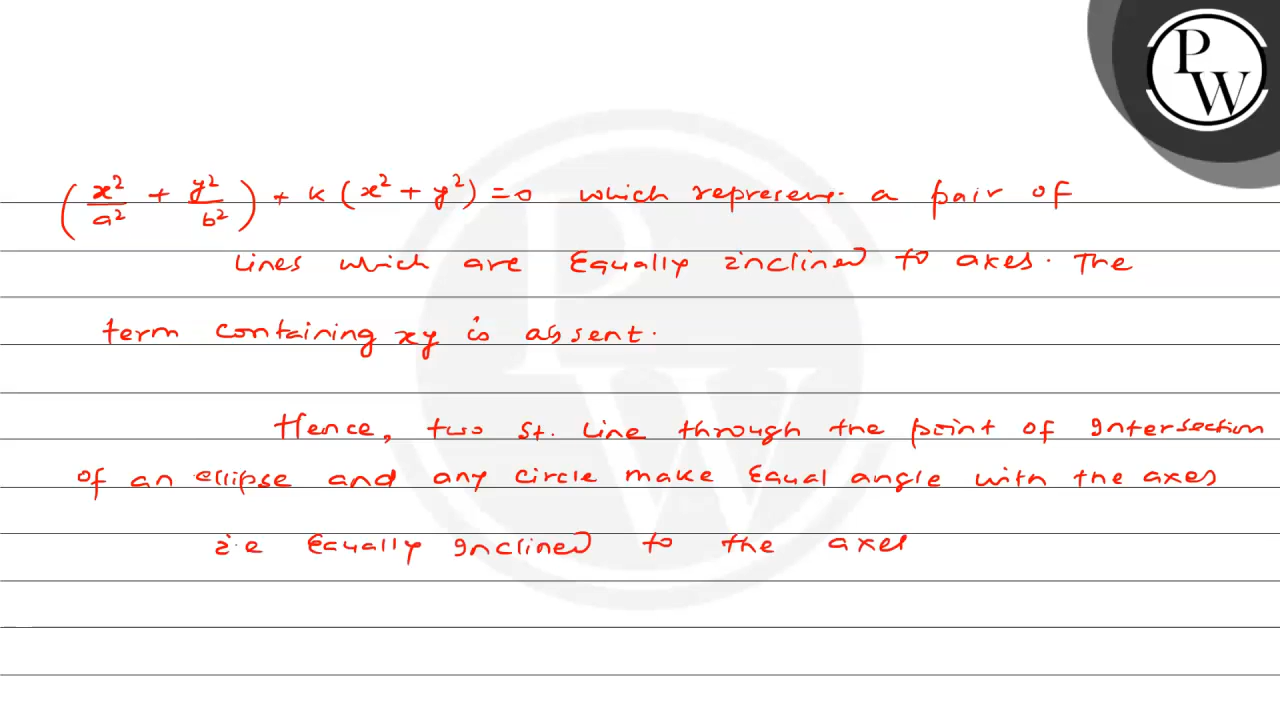 PW
(x²/a² + y²/b²) + k (x² + y²) = 0 which represent a pair of
lines which are Equally inclined to axes. The
term containing xy is absent.
Hence, two st. line through the point of intersection
of an ellipse and any circle make Equal angle with the axes
i.e Equally inclined to the axes